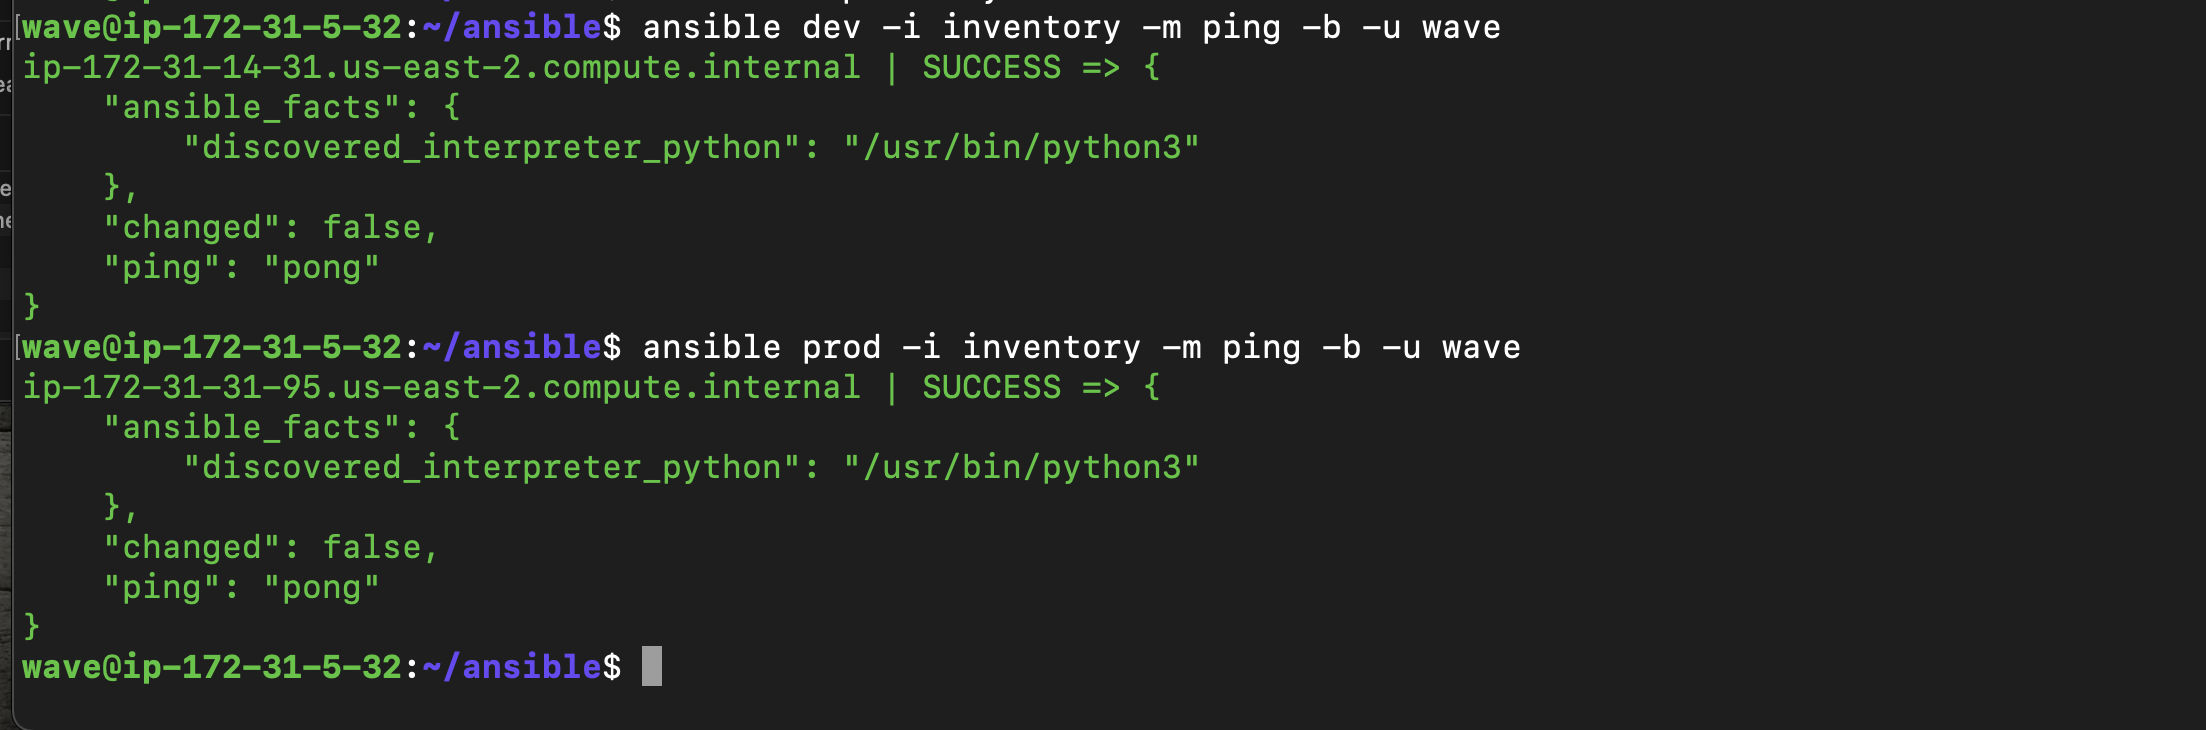 wave@ip-172-31-5-32:~/ansible$ ansible dev -i inventory -m ping -b -u wave
ip-172-31-14-31.us-east-2.compute.internal | SUCCESS => {
    "ansible_facts": {
        "discovered_interpreter_python": "/usr/bin/python3"
    },
    "changed": false,
    "ping": "pong"
}
wave@ip-172-31-5-32:~/ansible$ ansible prod -i inventory -m ping -b -u wave
ip-172-31-31-95.us-east-2.compute.internal | SUCCESS => {
    "ansible_facts": {
        "discovered_interpreter_python": "/usr/bin/python3"
    },
    "changed": false,
    "ping": "pong"
}
wave@ip-172-31-5-32:~/ansible$